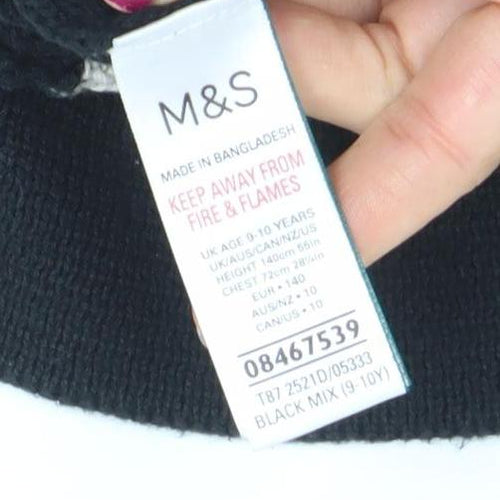 M&S
MADE IN BANGLADESH
KEEP AWAY FROM
FIRE & FLAMES
UK AGE 9-10 YEARS
UK/AUS/CAN/NZ/US
HEIGHT 140cm 55in
CHEST 72cm 28¼in
EUR • 140
AUS/NZ • 10
CAN/US • 10
08467539
T87 2521D/05333
BLACK MIX (9-10Y)